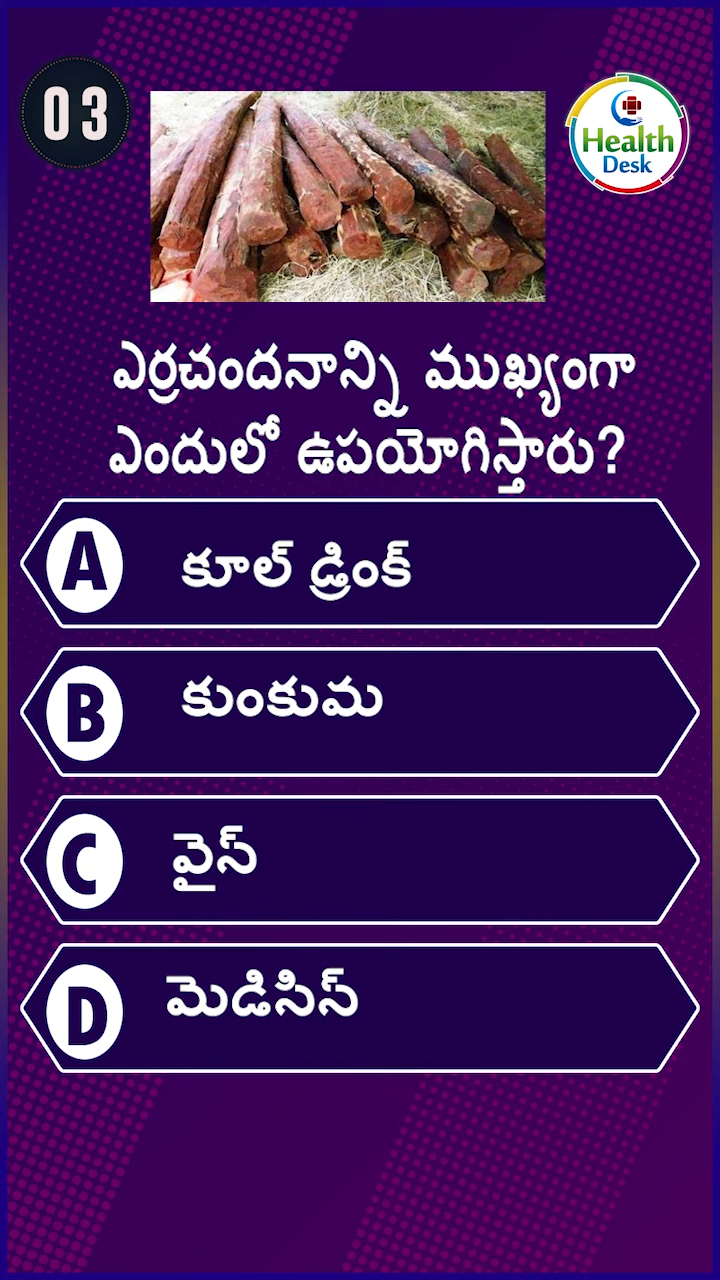 03
Health
Desk
ఎర్రచందనాన్ని ముఖ్యంగా
ఎందులో ఉపయోగిస్తారు?
A కూల్ డ్రింక్
B కుంకుమ
C వైన్
D మెడిసిన్